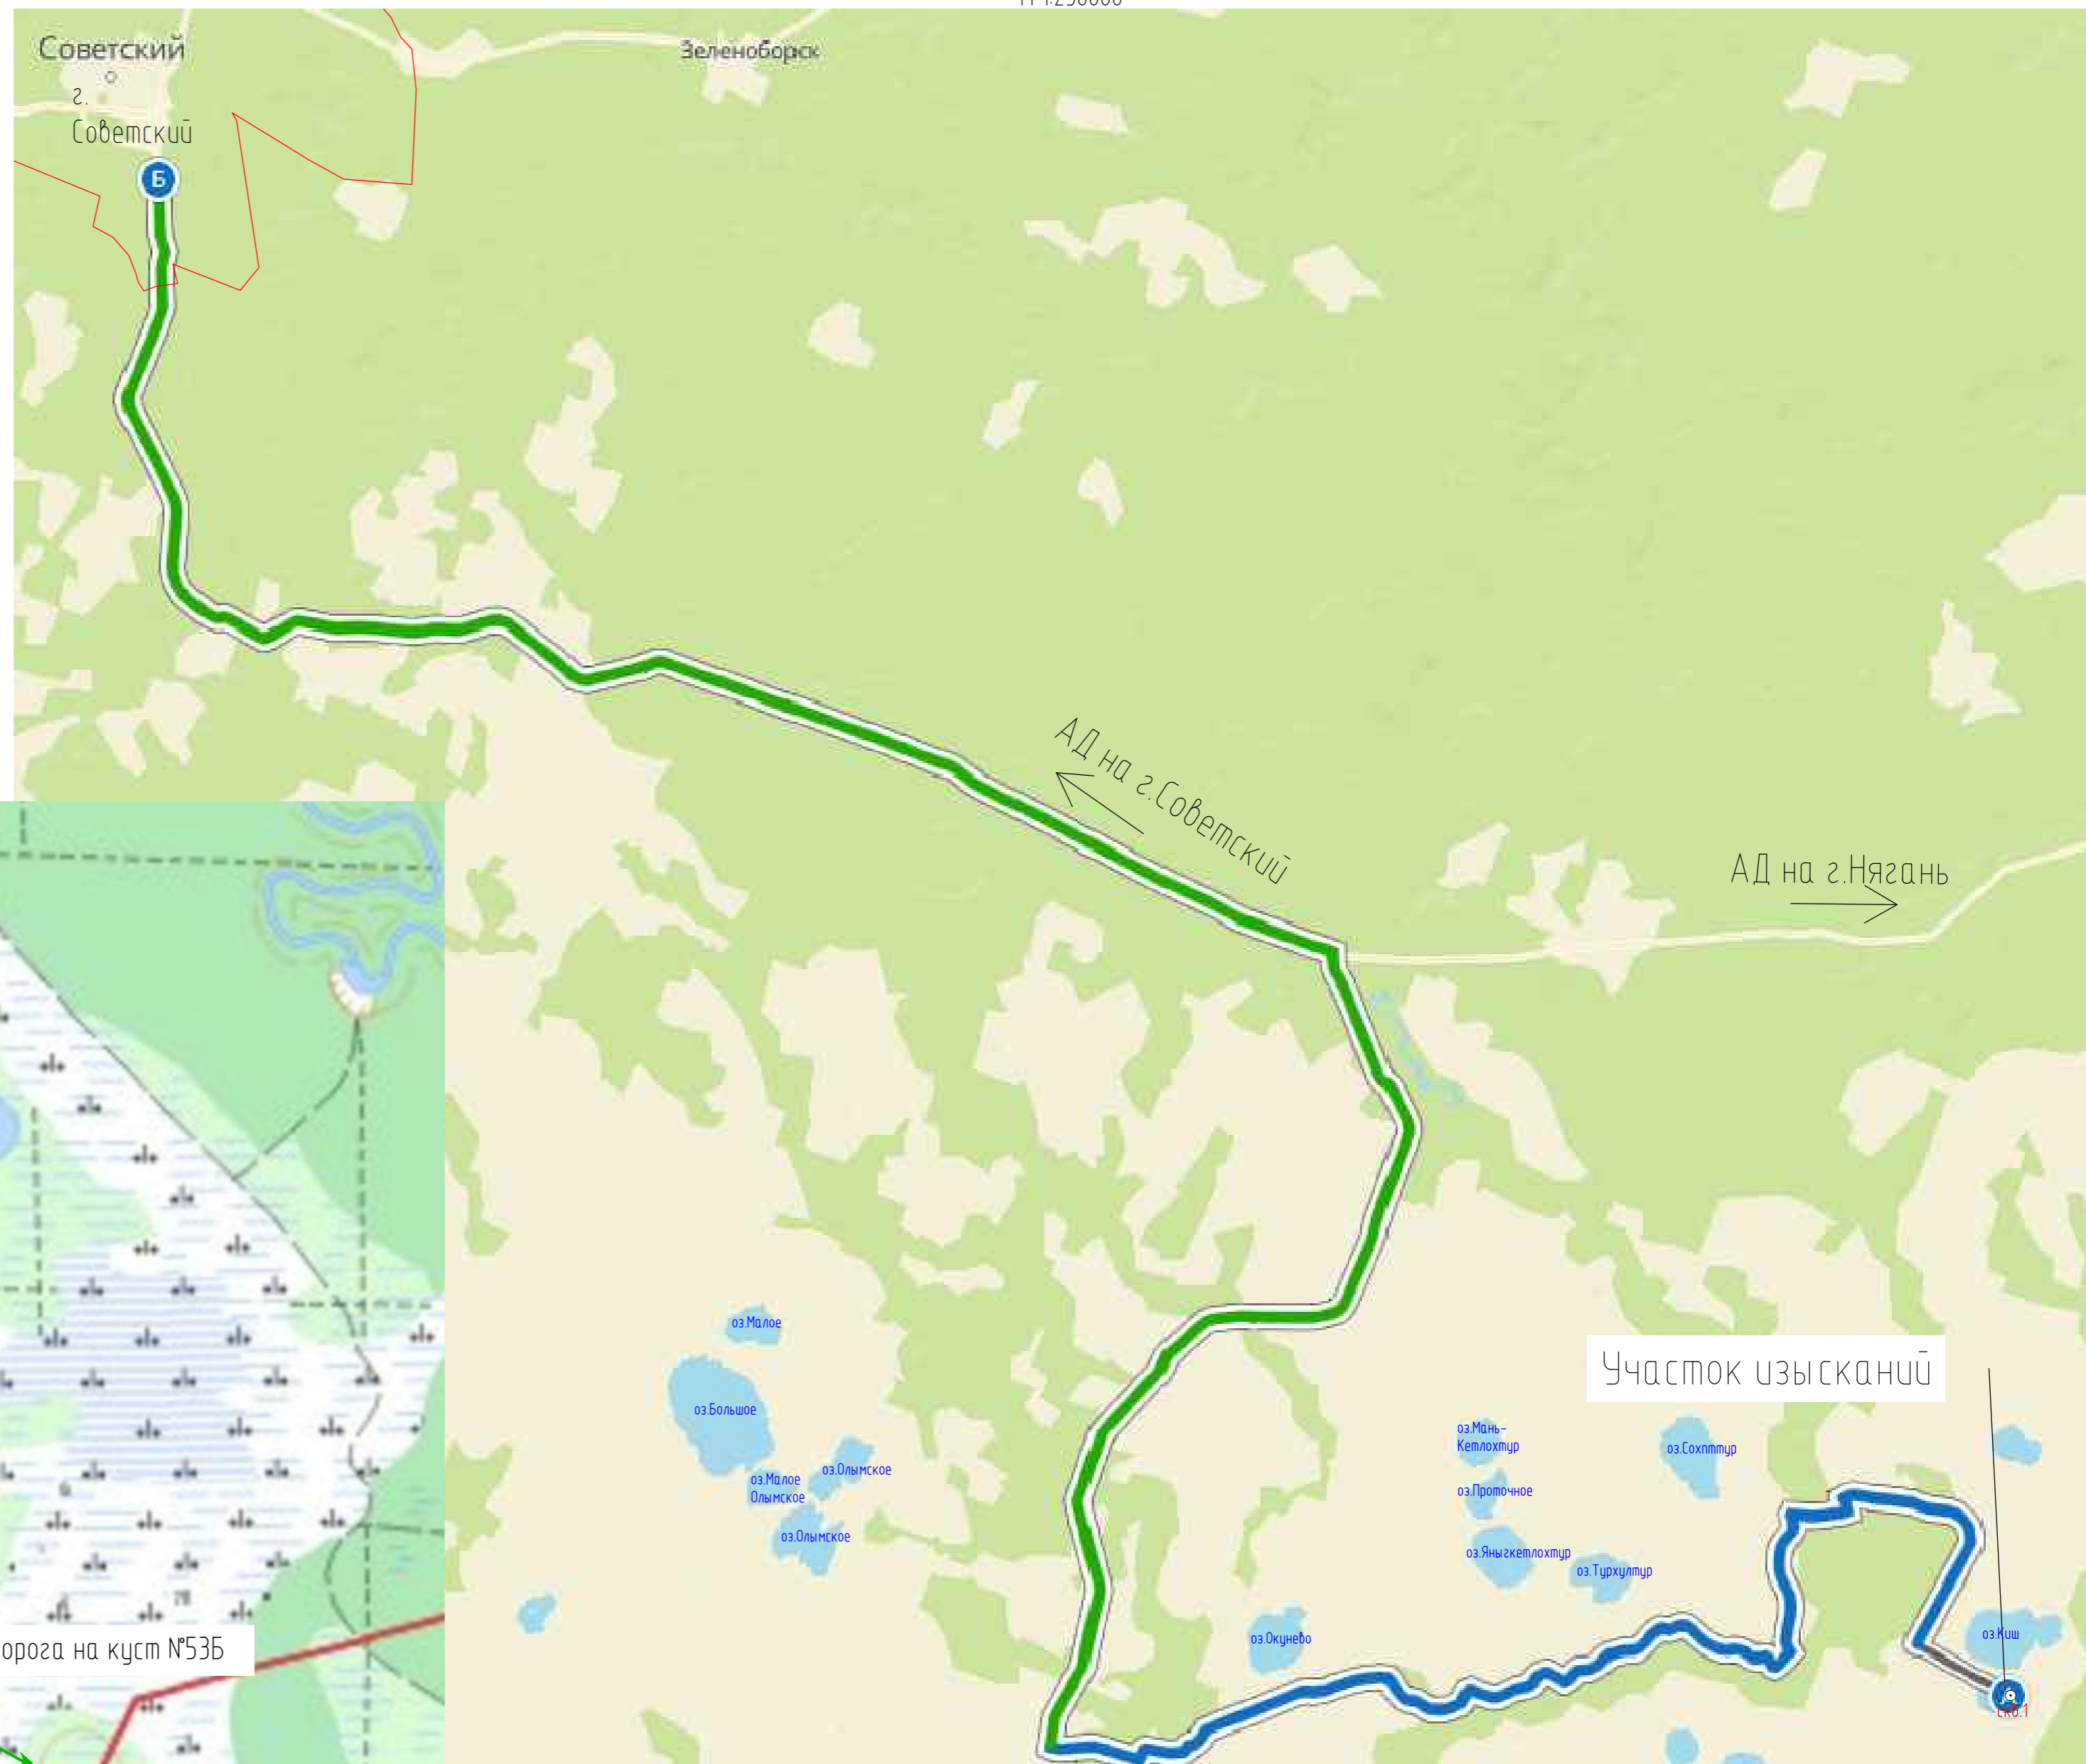 Советский
г.
Советский
Зеленоборск
Б
АД на г.Советский
АД на г.Нягань
Участок изысканий
оз.Малое
оз.Большое
оз.Малое
Олымское
оз.Олымское
оз.Олымское
оз.Мань-
Кетлохтур
оз.Проточное
оз.Яныгкетлохтур
оз.Турхултур
оз.Сохпттур
оз.Окунево
оз.Киш
орога на куст №53Б